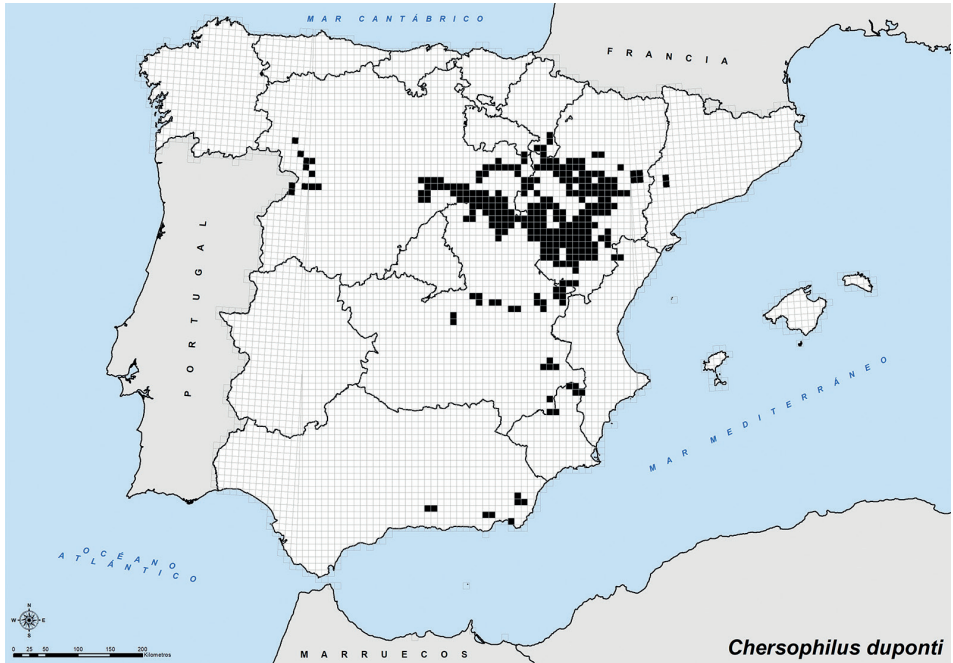 MAR CANTÁBRICO
FRANCIA
PORTUGAL
MAR MEDITERRÁNEO
OCÉANO
ATLÁNTICO
N
W E
S
0 25 50 100 150 200
Kilometros
MARRUECOS
Chersophilus duponti